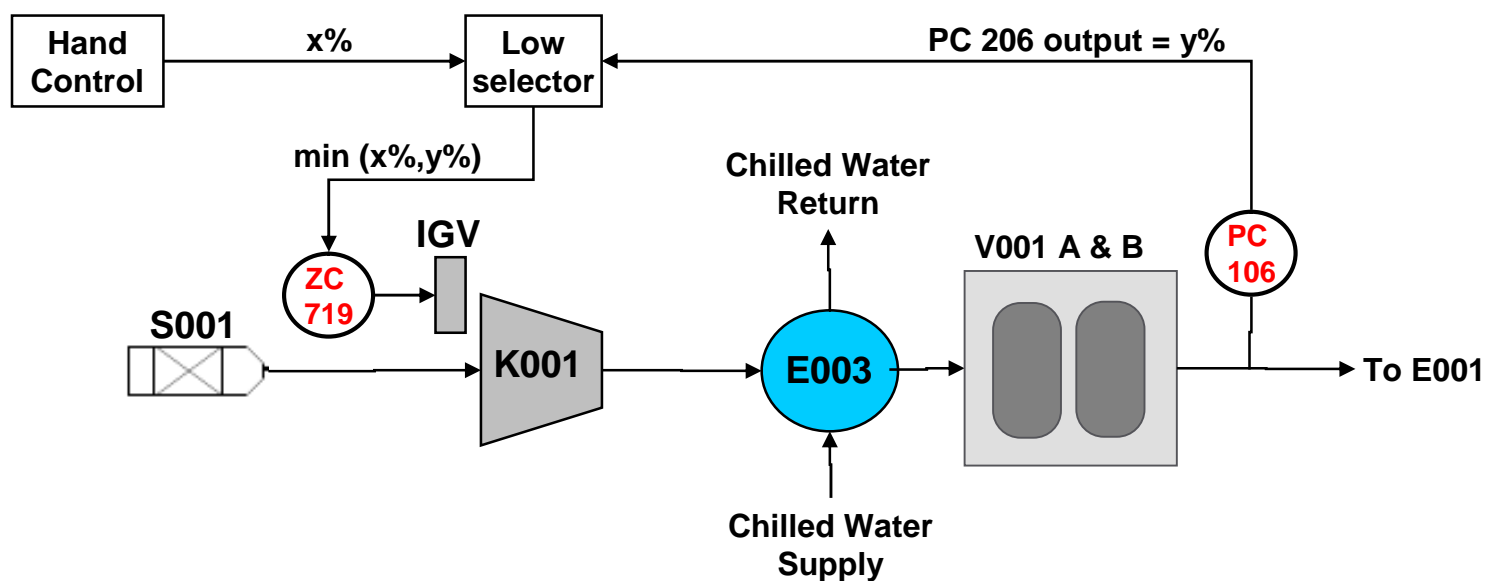 Hand
Control
x%
Low
selector
PC 206 output = y%
min (x%,y%)
Chilled Water
Return
IGV
V001 A & B
PC
106
ZC
719
S001
K001
E003
To E001
Chilled Water
Supply